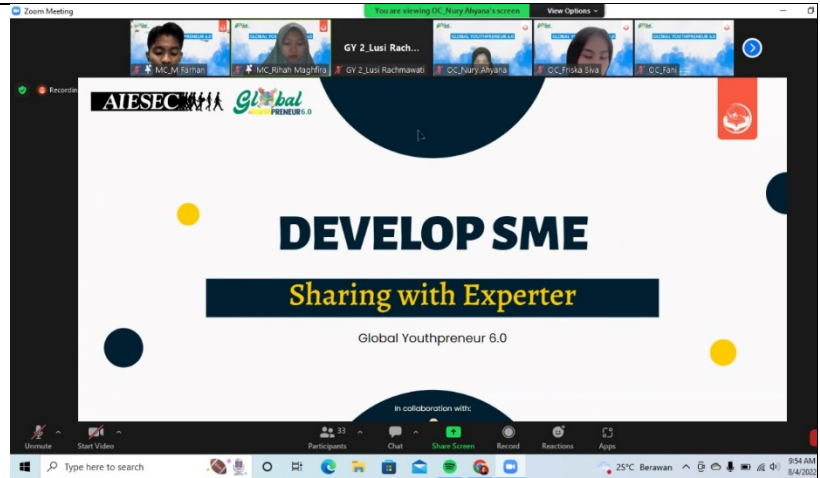 Zoom Meeting
You are viewing OC_Nury Ahyana's screen
View Options
MC_M Farhan
MC_Rihah Maghfira
GY 2_Lusi Rach...
GY 2_Lusi Rachmawati
OC_Nury Ahyana
OC_Friska Siva
OC_Fani
Recordin
AIESEC
Global
PRENEUR 6.0
DEVELOP SME
Sharing with Experter
Global Youthpreneur 6.0
In collaboration with:
Unmute
Start Video
33
Participants
Chat
Share Screen
Record
Reactions
Apps
Type here to search
25°C Berawan
9:54 AM
8/4/2022